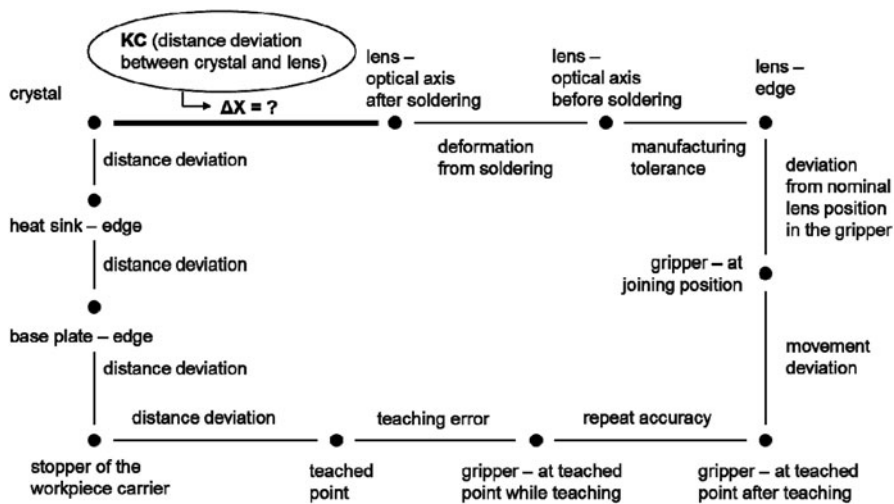 KC (distance deviation
between crystal and lens)
ΔX = ?
crystal
lens –
optical axis
after soldering
lens –
optical axis
before soldering
lens –
edge
distance deviation
deformation
from soldering
manufacturing
tolerance
deviation
from nominal
lens position
in the gripper
heat sink – edge
distance deviation
gripper – at
joining position
base plate – edge
distance deviation
movement
deviation
distance deviation
teaching error
repeat accuracy
stopper of the
workpiece carrier
teached
point
gripper – at teached
point while teaching
gripper – at teached
point after teaching